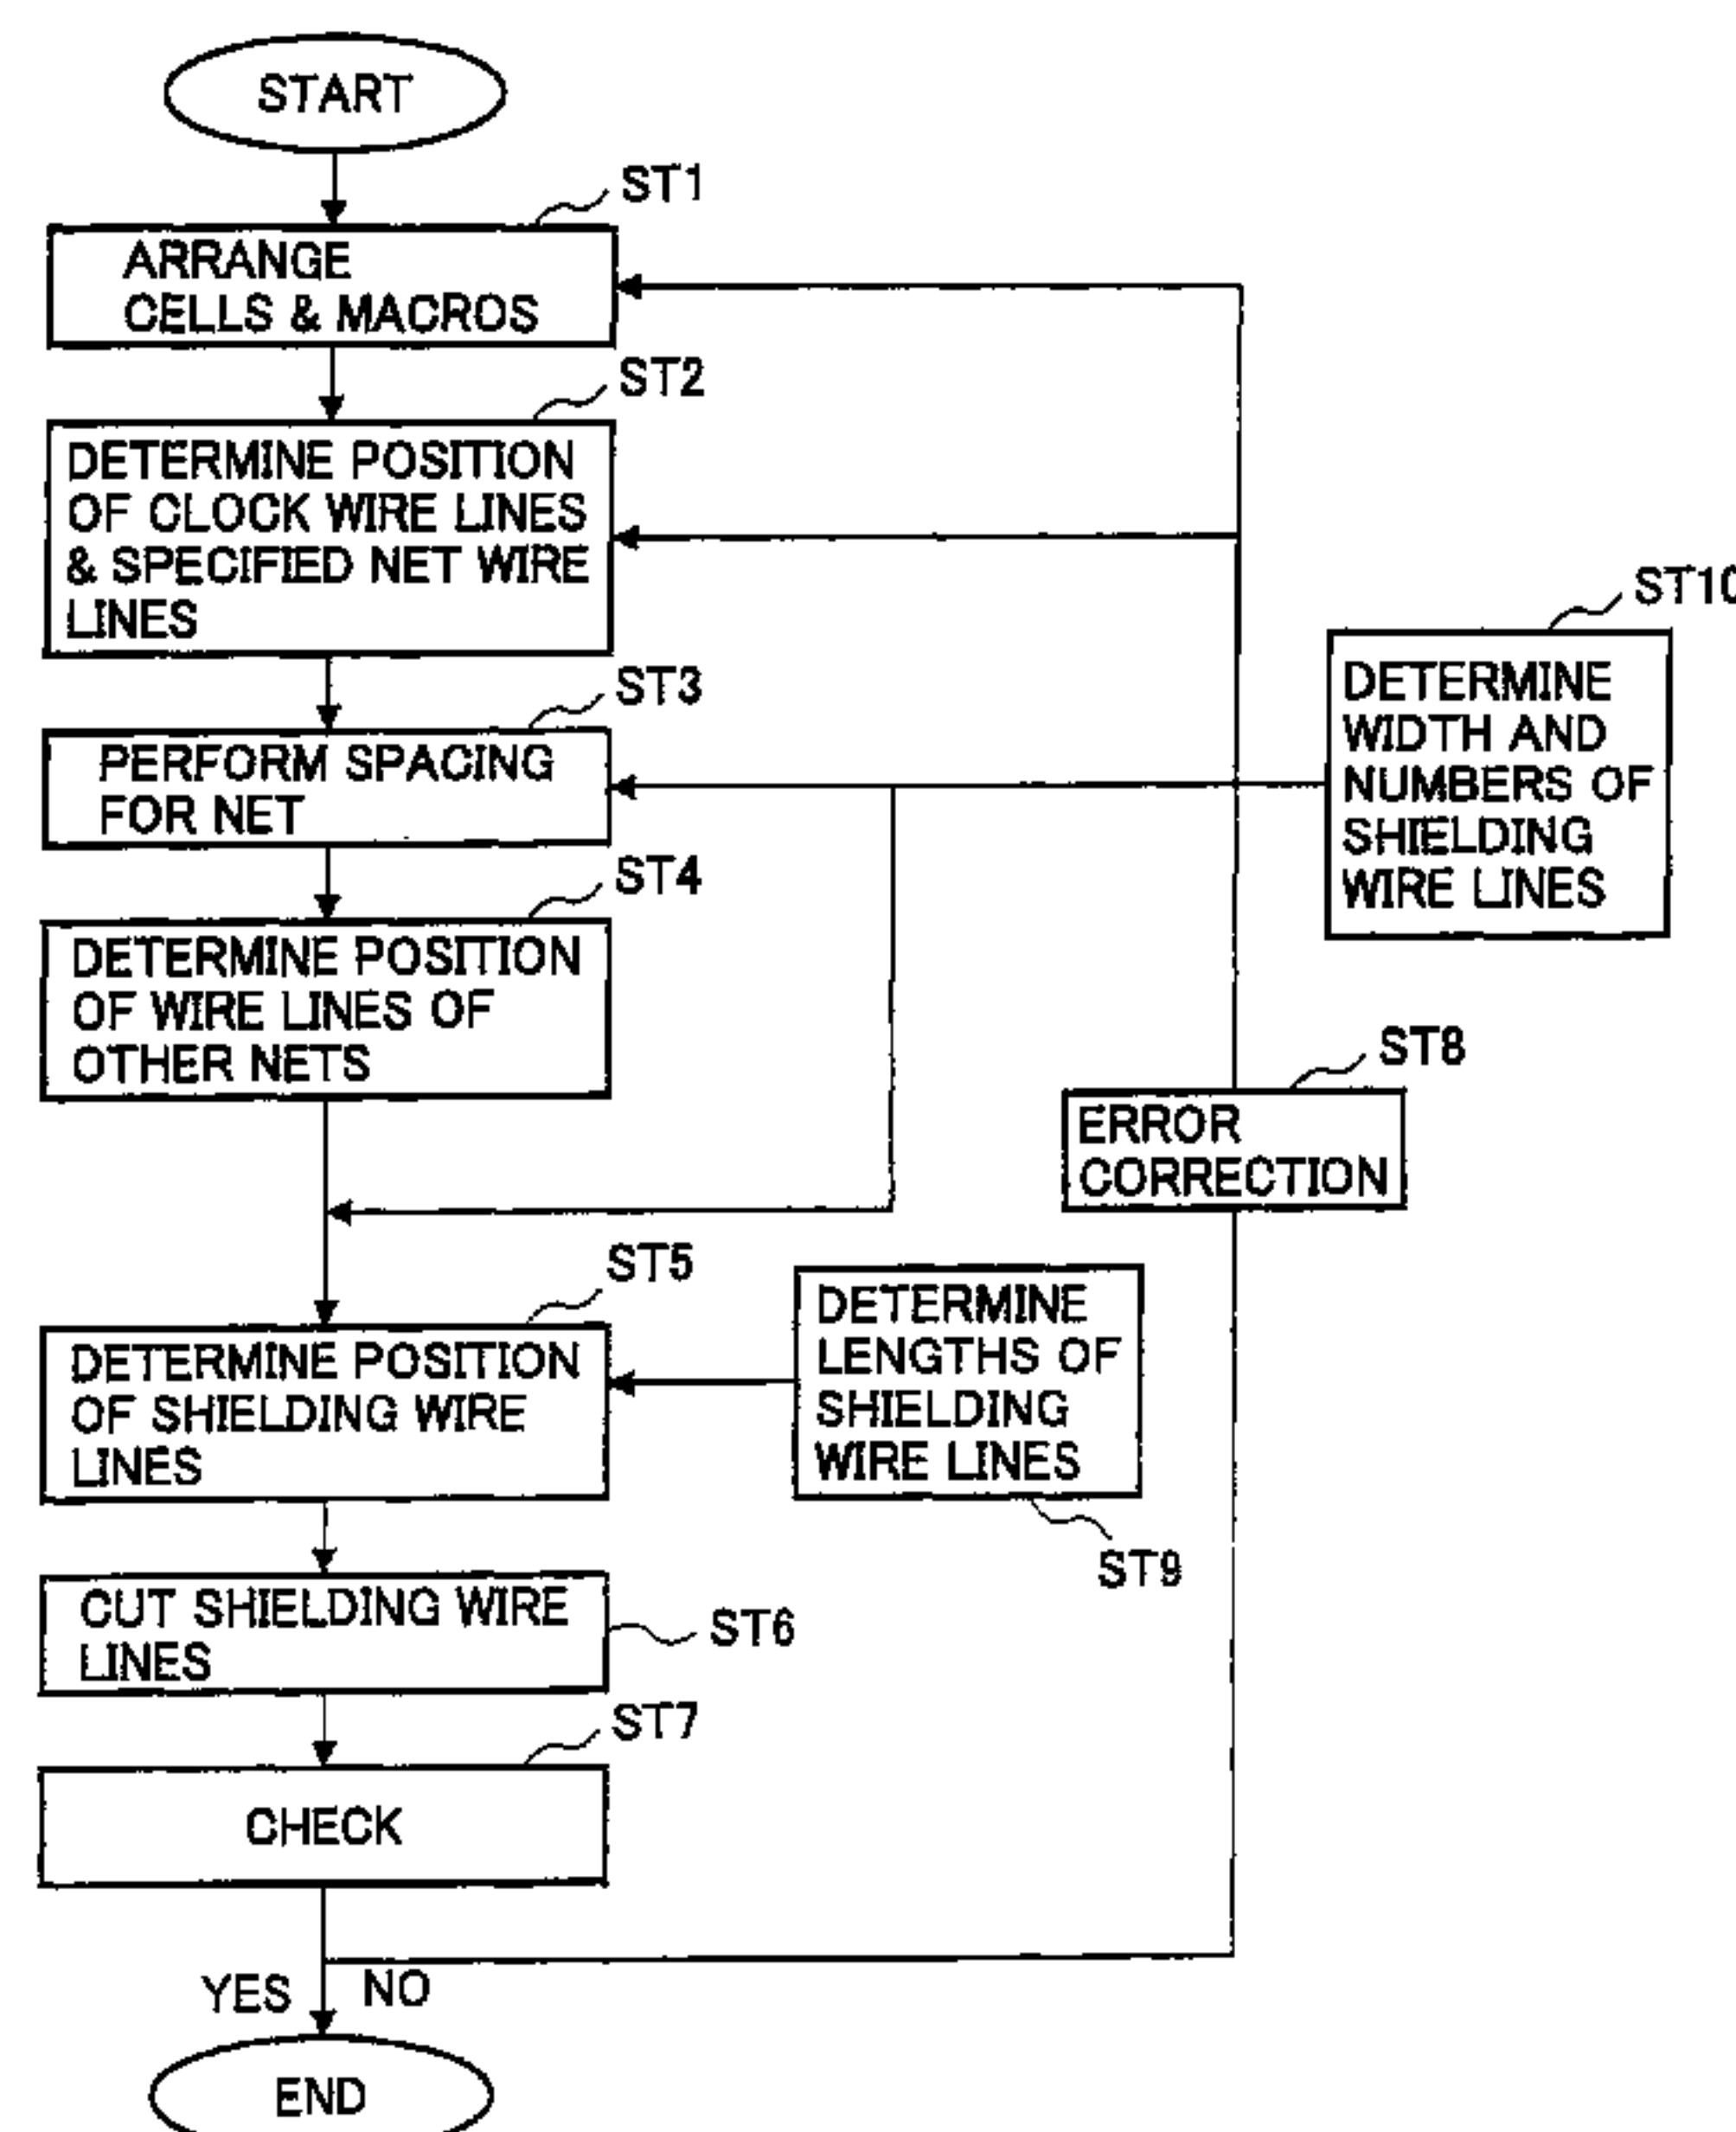 START
ST1
ARRANGE
CELLS & MACROS
ST2
DETERMINE POSITION
OF CLOCK WIRE LINES
& SPECIFIED NET WIRE
LINES
ST3
PERFORM SPACING
FOR NET
ST10
DETERMINE
WIDTH AND
NUMBERS OF
SHIELDING
WIRE LINES
ST4
DETERMINE POSITION
OF WIRE LINES OF
OTHER NETS
ST8
ERROR
CORRECTION
ST5
DETERMINE POSITION
OF SHIELDING WIRE
LINES
DETERMINE
LENGTHS OF
SHIELDING
WIRE LINES
ST9
CUT SHIELDING WIRE
LINES
ST6
ST7
CHECK
YES
NO
END